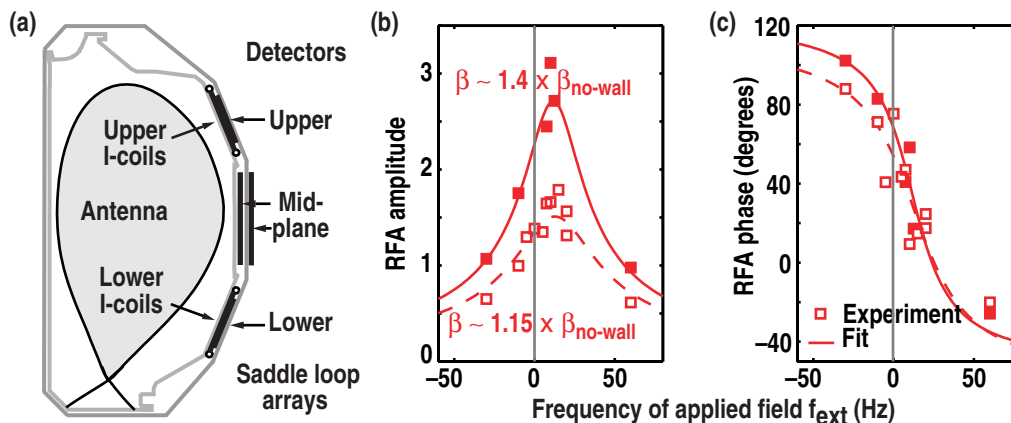 (a)
Detectors
Upper
I-coils
Upper
Antenna
Mid-
plane
Lower
I-coils
Lower
Saddle loop
arrays
(b)
3
2
1
0
RFA amplitude
β ~ 1.4 x βno-wall
β ~ 1.15 x βno-wall
−50
0
50
(c)
120
80
40
0
−40
RFA phase (degrees)
Experiment
Fit
−50
0
50
Frequency of applied field fext (Hz)